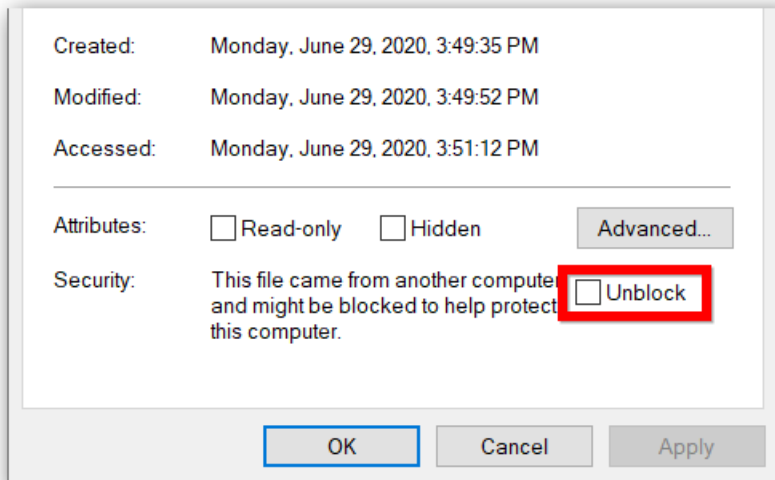 Created: Monday, June 29, 2020, 3:49:35 PM
Modified: Monday, June 29, 2020, 3:49:52 PM
Accessed: Monday, June 29, 2020, 3:51:12 PM
Attributes: Read-only Hidden Advanced...
Security: This file came from another computer Unblock
and might be blocked to help protect
this computer.
OK Cancel Apply